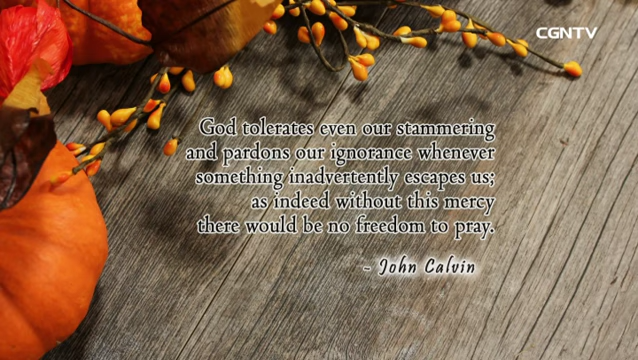 CGNTV
God tolerates even our stammering
and pardons our ignorance whenever
something inadvertently escapes us;
as indeed without this mercy
there would be no freedom to pray.
- John Calvin